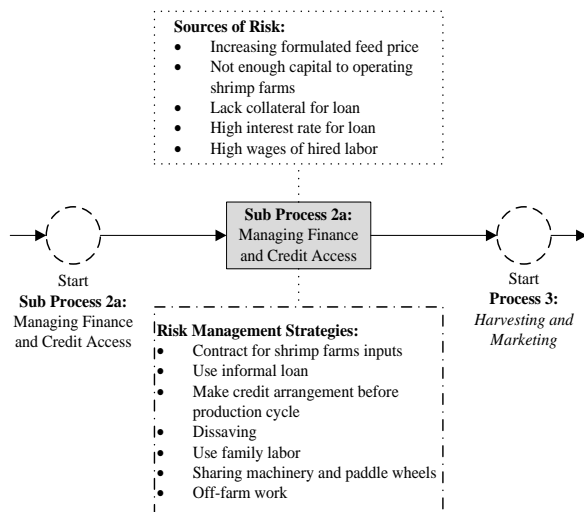 Sources of Risk:
• Increasing formulated feed price
• Not enough capital to operating
shrimp farms
• Lack collateral for loan
• High interest rate for loan
• High wages of hired labor
Sub Process 2a:
Managing Finance
and Credit Access
Start
Sub Process 2a:
Managing Finance
and Credit Access
Start
Process 3:
Harvesting and
Marketing
Risk Management Strategies:
• Contract for shrimp farms inputs
• Use informal loan
• Make credit arrangement before
production cycle
• Dissaving
• Use family labor
• Sharing machinery and paddle wheels
• Off-farm work